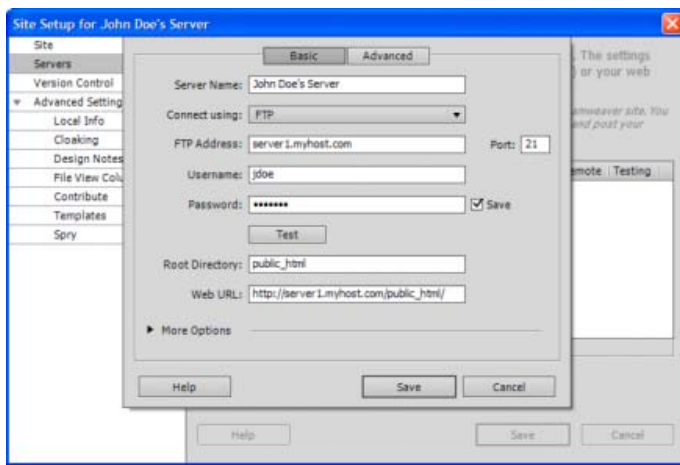 Site Setup for John Doe's Server
Site
Servers
Version Control
Advanced Setting
Local Info
Cloaking
Design Notes
File View Colu
Contribute
Templates
Spry
Basic Advanced
Server Name: John Doe's Server
Connect using: FTP
FTP Address: server1.myhost.com Port: 21
Username: jdoe
Password: ••••••• Save
Test
Root Directory: public_html
Web URL: http://server1.myhost.com/public_html/
More Options
Help Save Cancel
. The settings
) or your web
amweaver site. You
and post your
emote Testing
Help Save Cancel